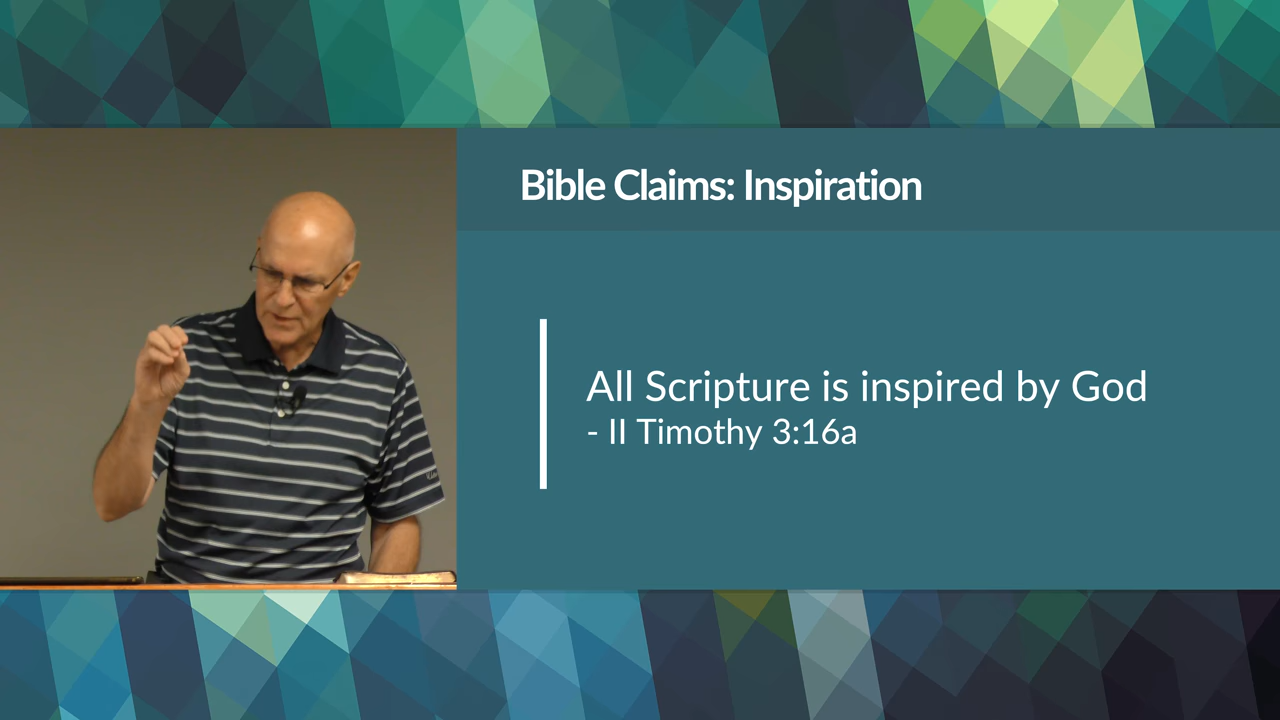 Bible Claims: Inspiration
All Scripture is inspired by God
- II Timothy 3:16a